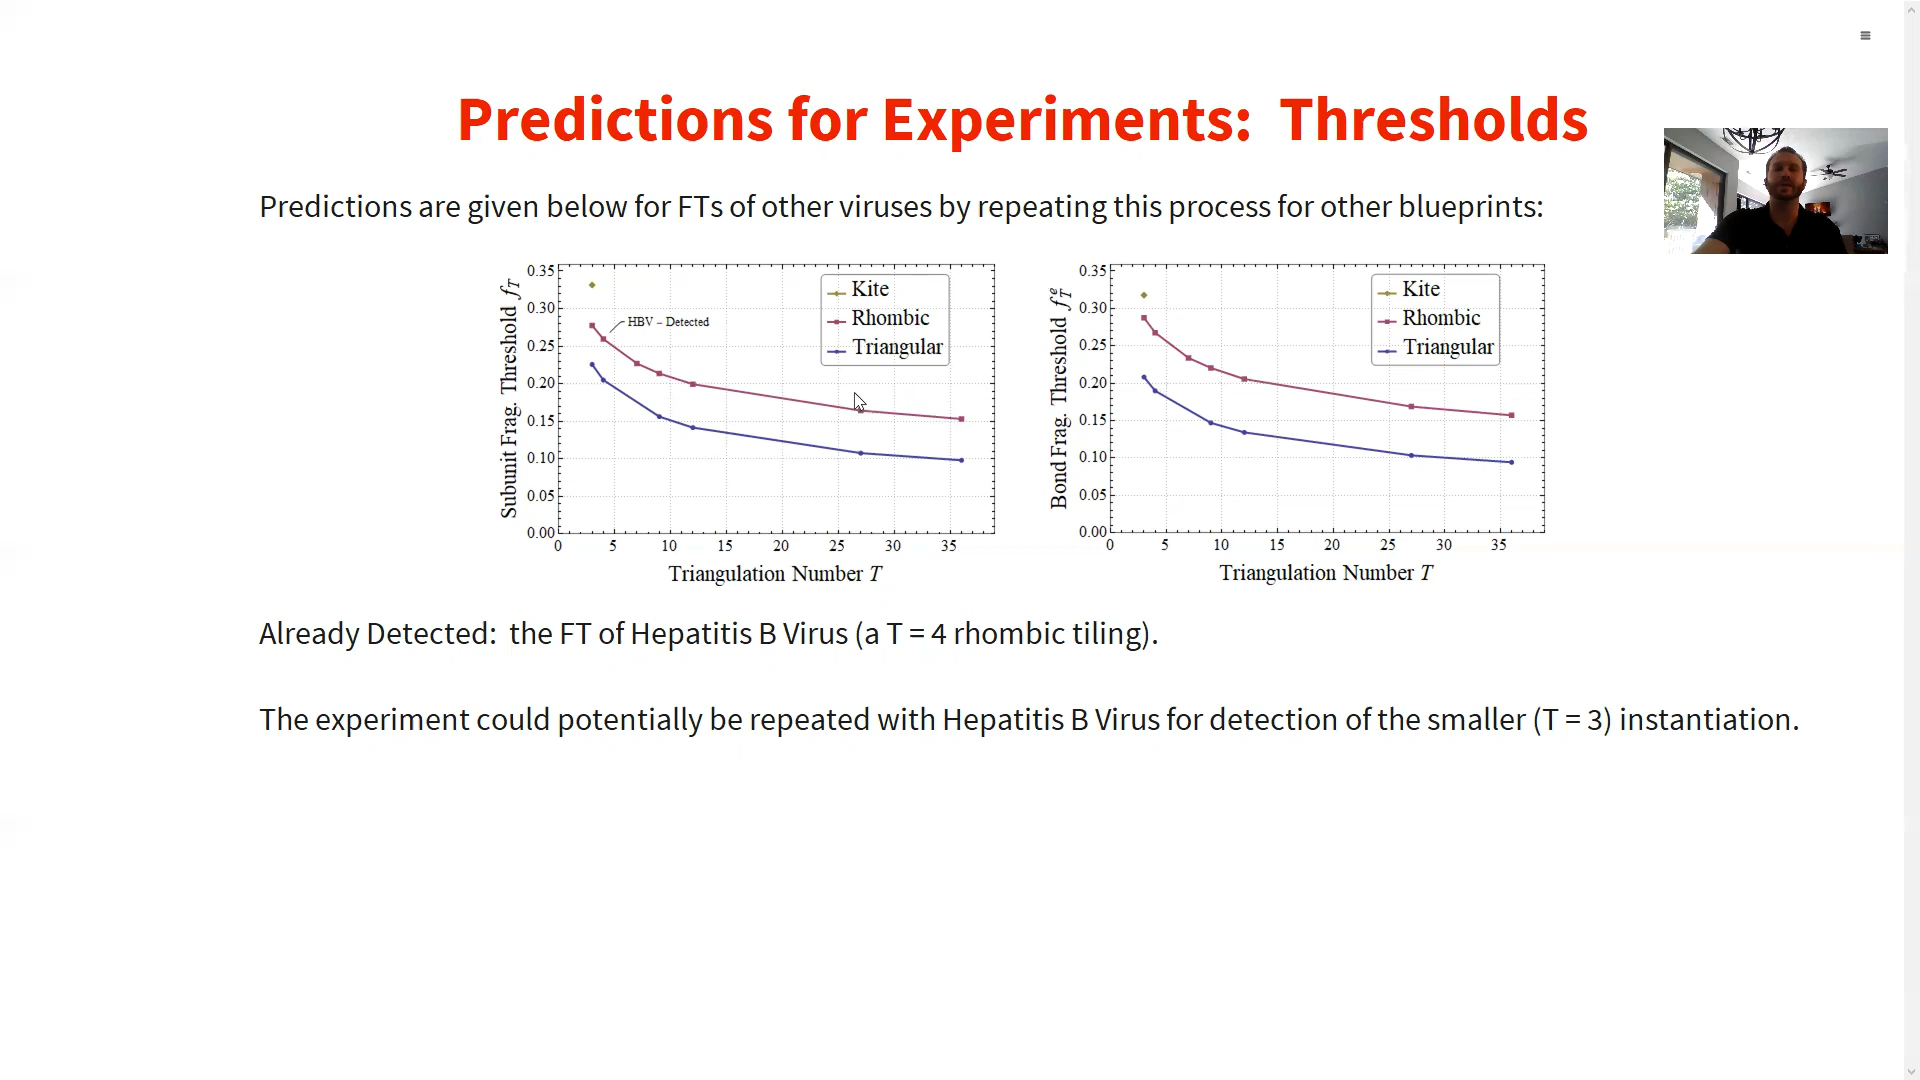 Predictions for Experiments: Thresholds
Predictions are given below for FTs of other viruses by repeating this process for other blueprints:
Subunit Frag. Threshold f_T
0.35
0.30
0.25
0.20
0.15
0.10
0.05
0.00
HBV – Detected
Kite
Rhombic
Triangular
0 5 10 15 20 25 30 35
Triangulation Number T
Bond Frag. Threshold f_T^e
0.35
0.30
0.25
0.20
0.15
0.10
0.05
0.00
Kite
Rhombic
Triangular
0 5 10 15 20 25 30 35
Triangulation Number T
Already Detected: the FT of Hepatitis B Virus (a T = 4 rhombic tiling).
The experiment could potentially be repeated with Hepatitis B Virus for detection of the smaller (T = 3) instantiation.